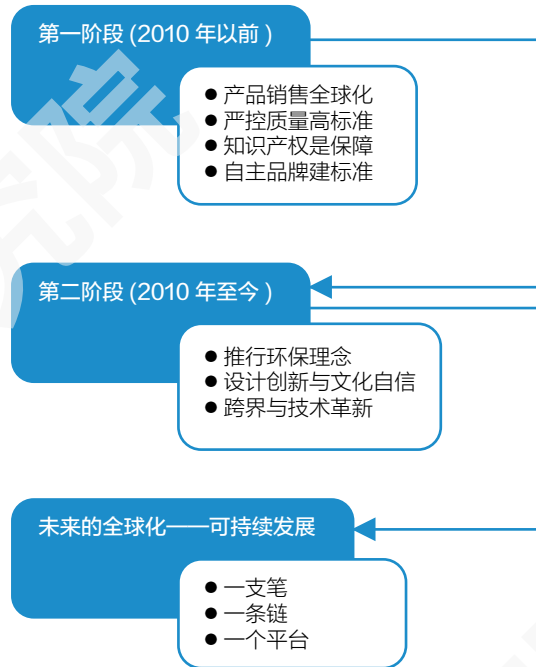 第一阶段 (2010 年以前 )
● 产品销售全球化
● 严控质量高标准
● 知识产权是保障
● 自主品牌建标准
第二阶段 (2010 年至今 )
● 推行环保理念
● 设计创新与文化自信
● 跨界与技术革新
未来的全球化——可持续发展
● 一支笔
● 一条链
● 一个平台